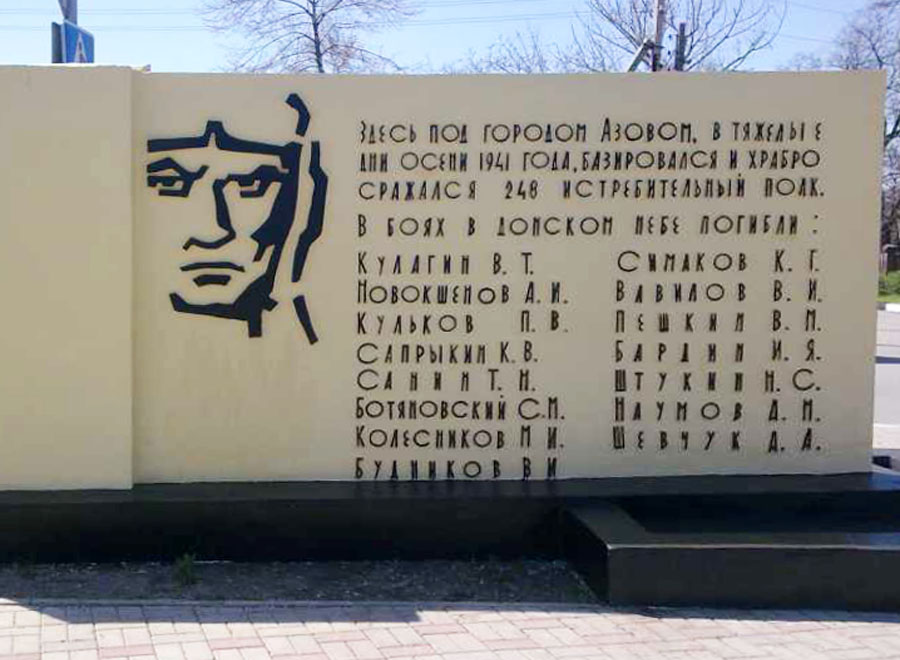 Здесь под городом Азовом, в тяжелые
дни осени 1941 года, базировался и храбро
сражался 248 истребительный полк.
В боях в донском небе погибли:
Кулагин В. Т.
Новокшенов А. И.
Кульков П. В.
Сапрыкин К. В.
Санин Т. Н.
Ботяновский С. М.
Колесников М И.
Будников В И
Симаков К. Г.
Вавилов В. И.
Пешкин В. М.
Бардин И. Я.
Штукин Н. С.
Наумов Д. М.
Шевчук Д. А.